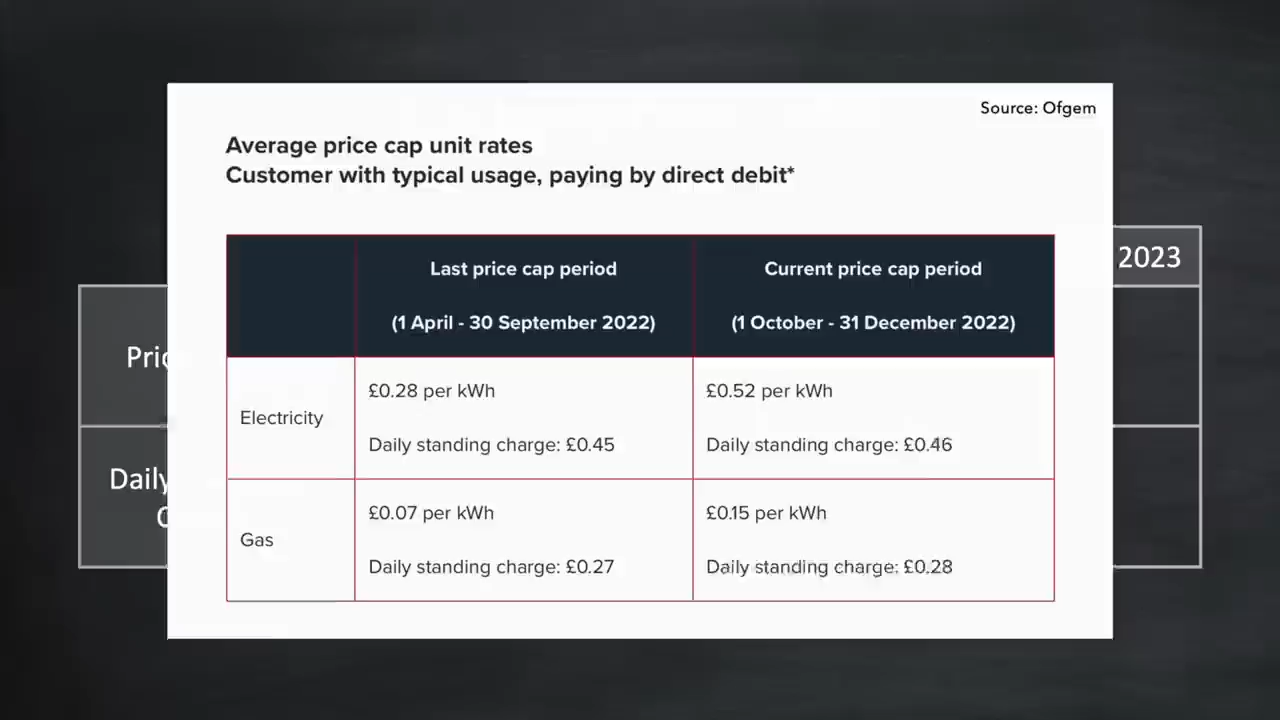 Source: Ofgem
Average price cap unit rates
Customer with typical usage, paying by direct debit*
Last price cap period
(1 April - 30 September 2022)
Current price cap period
(1 October - 31 December 2022)
2023
Electricity
£0.28 per kWh
Daily standing charge: £0.45
£0.52 per kWh
Daily standing charge: £0.46
Gas
£0.07 per kWh
Daily standing charge: £0.27
£0.15 per kWh
Daily standing charge: £0.28
Daily